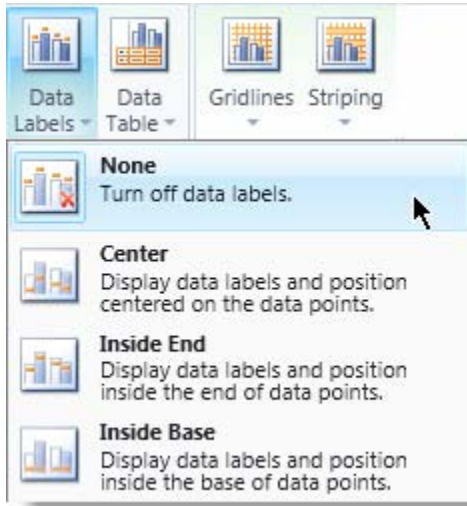 Data Labels
Data Table
Gridlines
Striping
None
Turn off data labels.
Center
Display data labels and position
centered on the data points.
Inside End
Display data labels and position
inside the end of data points.
Inside Base
Display data labels and position
inside the base of data points.